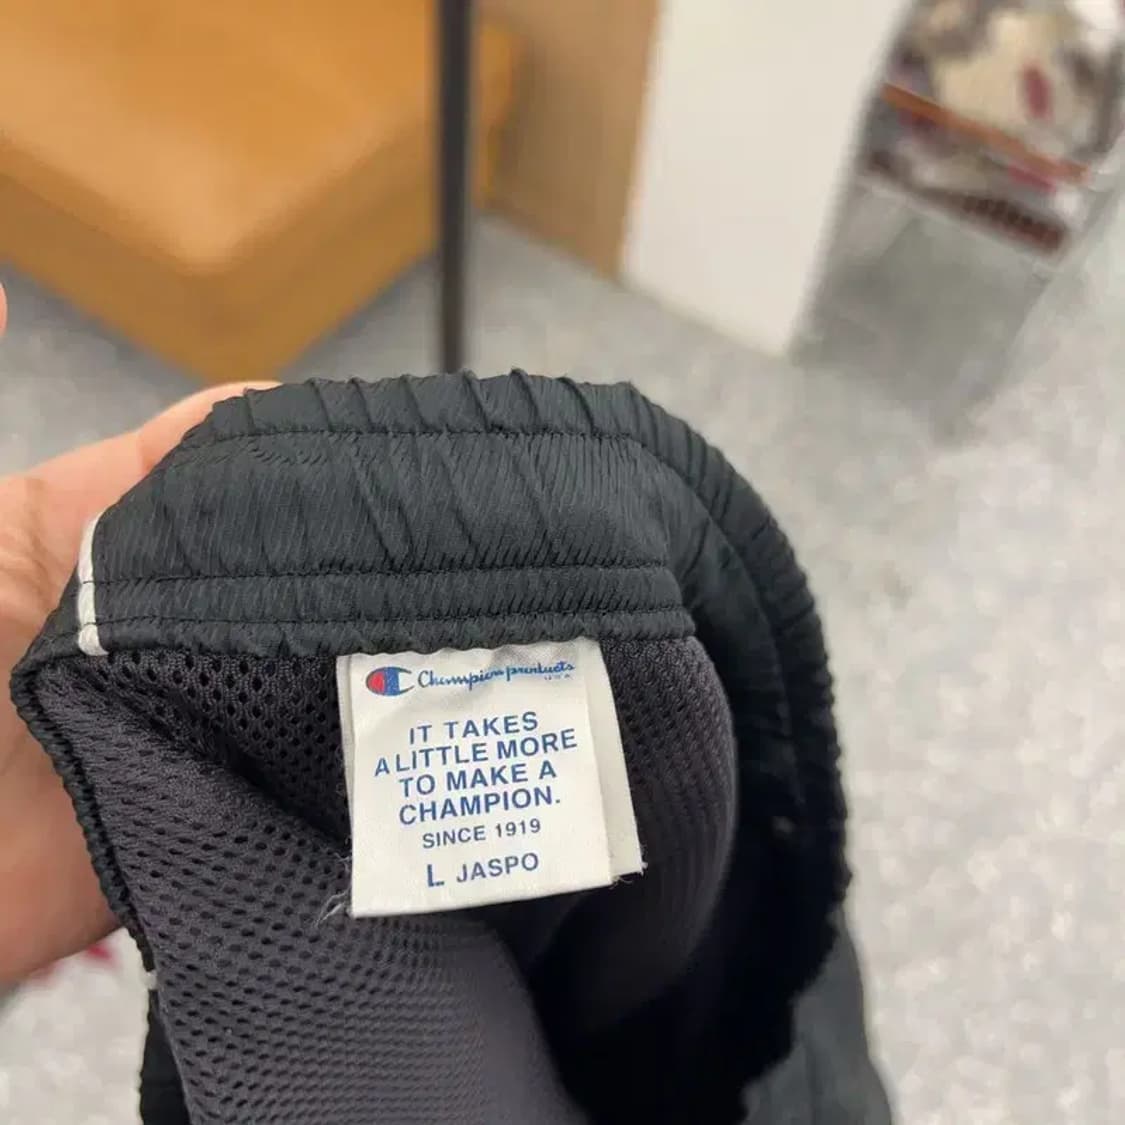 Champion products
U S A
IT TAKES
A LITTLE MORE
TO MAKE A
CHAMPION.
SINCE 1919
L JASPO